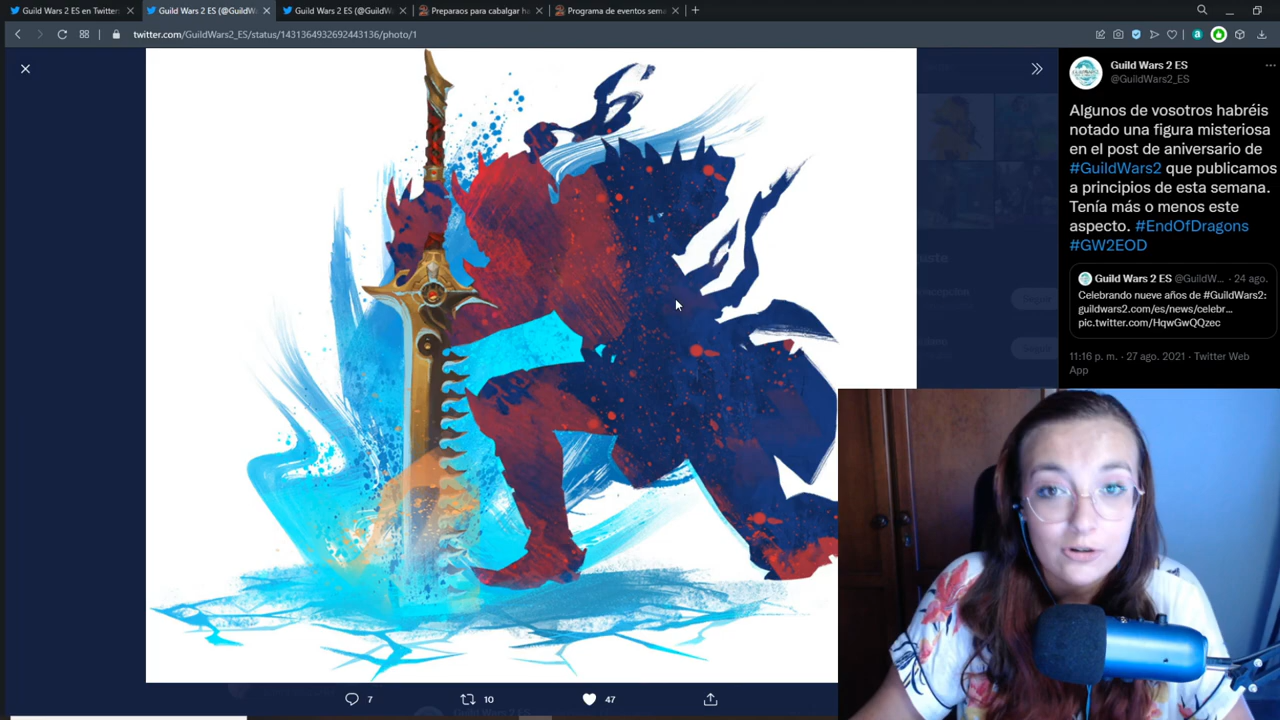 Guild Wars 2 ES en Twitter:
Guild Wars 2 ES (@GuildWa
Guild Wars 2 ES (@GuildW
Preparaos para cabalgar ha
Programa de eventos sema
twitter.com/GuildWars2_ES/status/1431364932692443136/photo/1
Guild Wars 2 ES
@GuildWars2_ES
Algunos de vosotros habréis
notado una figura misteriosa
en el post de aniversario de
#GuildWars2 que publicamos
a principios de esta semana.
Tenía más o menos este
aspecto. #EndOfDragons
#GW2EOD
Guild Wars 2 ES @GuildW... · 24 ago.
Celebrando nueve años de #GuildWars2:
guildwars2.com/es/news/celebr...
pic.twitter.com/HqwGwQQzec
11:16 p. m. · 27 ago. 2021 · Twitter Web
App
7
10
47